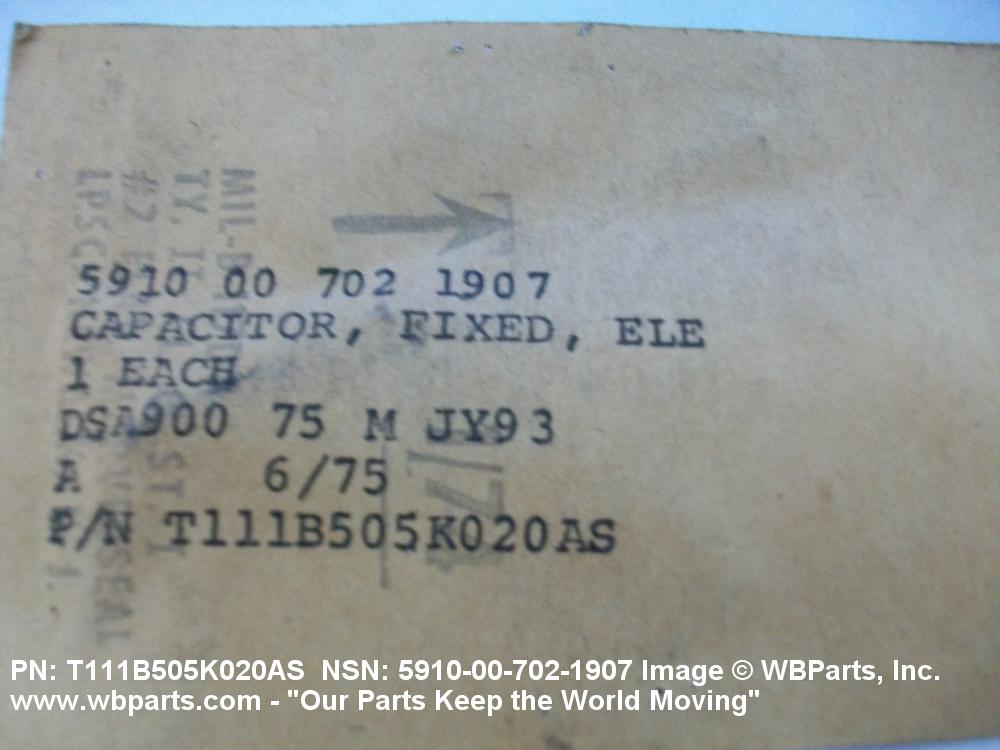 5910 00 702 1907
CAPACITOR, FIXED, ELE
1 EACH
DSA900 75 M JY93
A 6/75
P/N T111B505K020AS
PN: T111B505K020AS NSN: 5910-00-702-1907 Image © WBParts, Inc.
www.wbparts.com - "Our Parts Keep the World Moving"